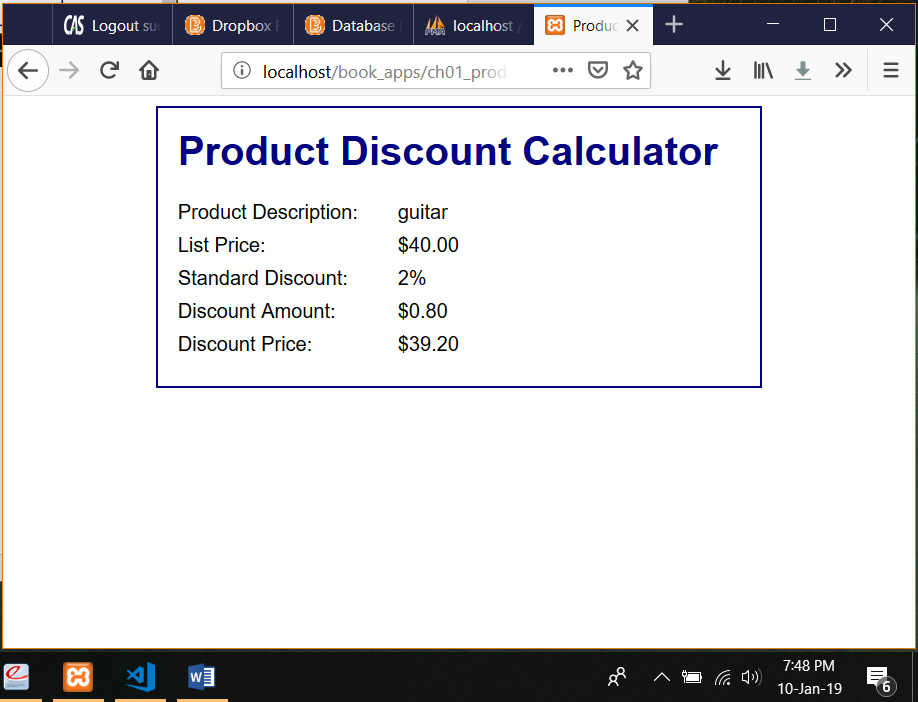 CAS Logout su
Dropbox
Database
localhost
Produc
localhost/book_apps/ch01_prod
Product Discount Calculator
Product Description: guitar
List Price: $40.00
Standard Discount: 2%
Discount Amount: $0.80
Discount Price: $39.20
7:48 PM
10-Jan-19
6